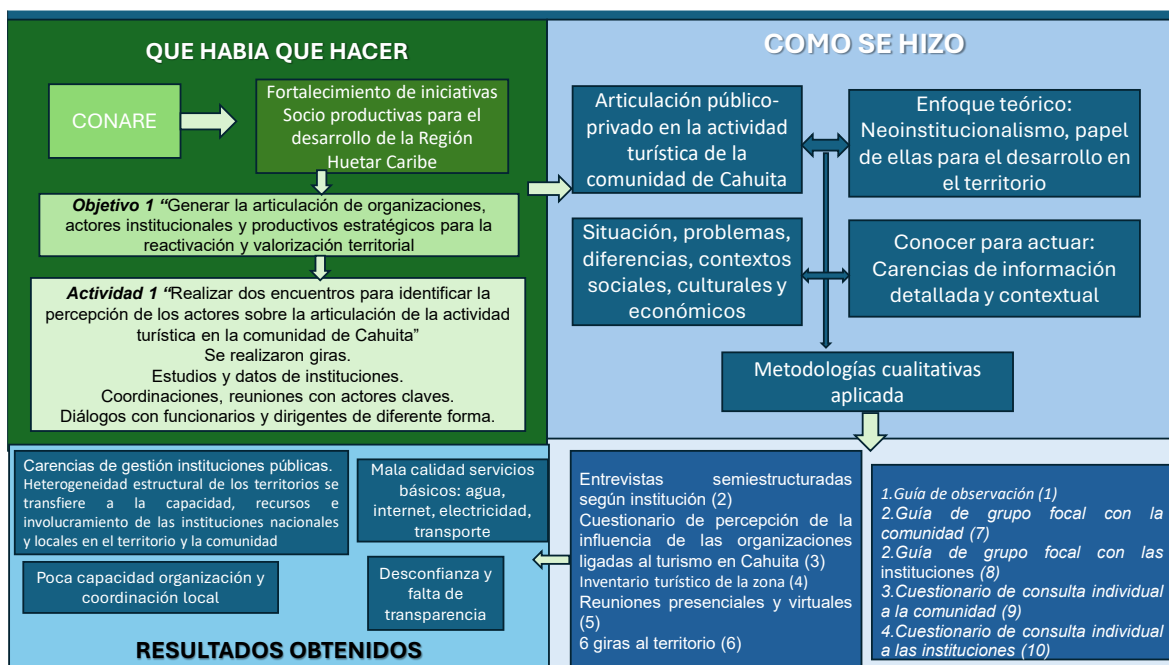 QUE HABIA QUE HACER
CONARE
Fortalecimiento de iniciativas
Socio productivas para el
desarrollo de la Región
Huetar Caribe
Objetivo 1 “Generar la articulación de organizaciones,
actores institucionales y productivos estratégicos para la
reactivación y valorización territorial
Actividad 1 “Realizar dos encuentros para identificar la
percepción de los actores sobre la articulación de la actividad
turística en la comunidad de Cahuita”
Se realizaron giras.
Estudios y datos de instituciones.
Coordinaciones, reuniones con actores claves.
Diálogos con funcionarios y dirigentes de diferente forma.
COMO SE HIZO
Articulación público-
privado en la actividad
turística de la
comunidad de Cahuita
Enfoque teórico:
Neoinstitucionalismo, papel
de ellas para el desarrollo en
el territorio
Situación, problemas,
diferencias, contextos
sociales, culturales y
económicos
Conocer para actuar:
Carencias de información
detallada y contextual
Metodologías cualitativas
aplicada
Carencias de gestión instituciones públicas.
Heterogeneidad estructural de los territorios se
transfiere a la capacidad, recursos e
involucramiento de las instituciones nacionales
y locales en el territorio y la comunidad
Mala calidad servicios
básicos: agua,
internet, electricidad,
transporte
Poca capacidad organización y
coordinación local
Desconfianza y
falta de
transparencia
RESULTADOS OBTENIDOS
Entrevistas semiestructuradas
según institución (2)
Cuestionario de percepción de la
influencia de las organizaciones
ligadas al turismo en Cahuita (3)
Inventario turístico de la zona (4)
Reuniones presenciales y virtuales
(5)
6 giras al territorio (6)
1.Guía de observación (1)
2.Guía de grupo focal con la
comunidad (7)
2.Guía de grupo focal con las
instituciones (8)
3.Cuestionario de consulta individual
a la comunidad (9)
4.Cuestionario de consulta individual
a las instituciones (10)